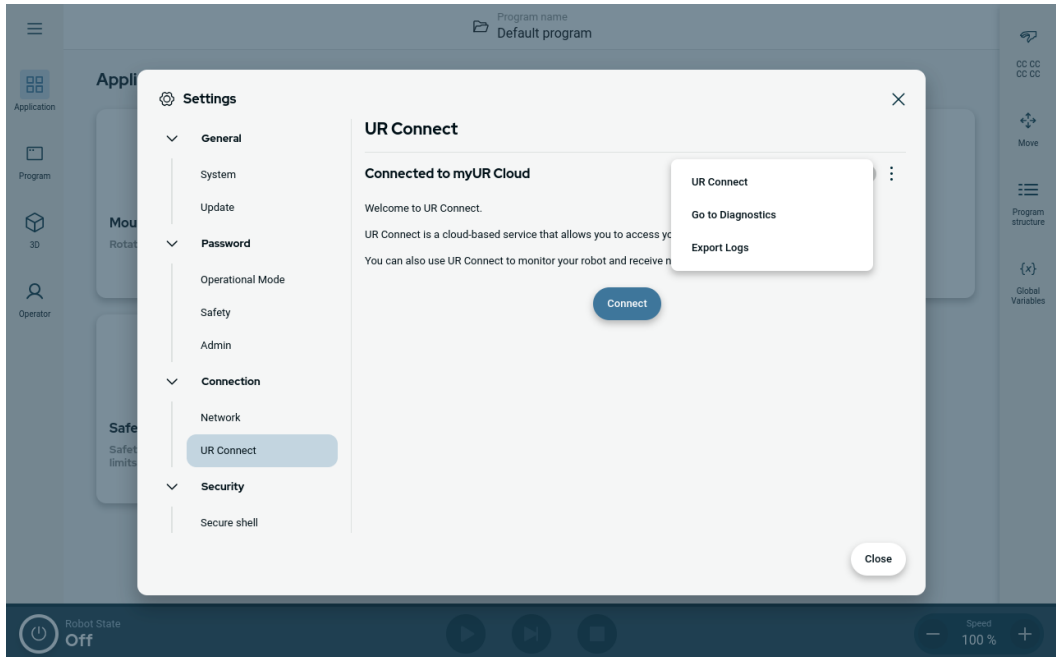 Program name
Default program
Appli
Application
Program
3D
Operator
Mou
Rotat
Safe
Safet
limits
Settings
General
System
Update
Password
Operational Mode
Safety
Admin
Connection
Network
UR Connect
Security
Secure shell
UR Connect
Connected to myUR Cloud
Welcome to UR Connect.
UR Connect is a cloud-based service that allows you to access
You can also use UR Connect to monitor your robot and receive
Connect
UR Connect
Go to Diagnostics
Export Logs
Close
CC CC
CC CC
Move
Program
structure
{x}
Global
Variables
Robot State
Off
Speed
100 %